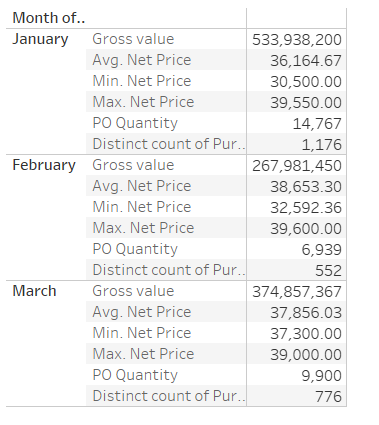 Month of..
January Gross value 533,938,200
Avg. Net Price 36,164.67
Min. Net Price 30,500.00
Max. Net Price 39,550.00
PO Quantity 14,767
Distinct count of Pur.. 1,176
February Gross value 267,981,450
Avg. Net Price 38,653.30
Min. Net Price 32,592.36
Max. Net Price 39,600.00
PO Quantity 6,939
Distinct count of Pur.. 552
March Gross value 374,857,367
Avg. Net Price 37,856.03
Min. Net Price 37,300.00
Max. Net Price 39,000.00
PO Quantity 9,900
Distinct count of Pur.. 776